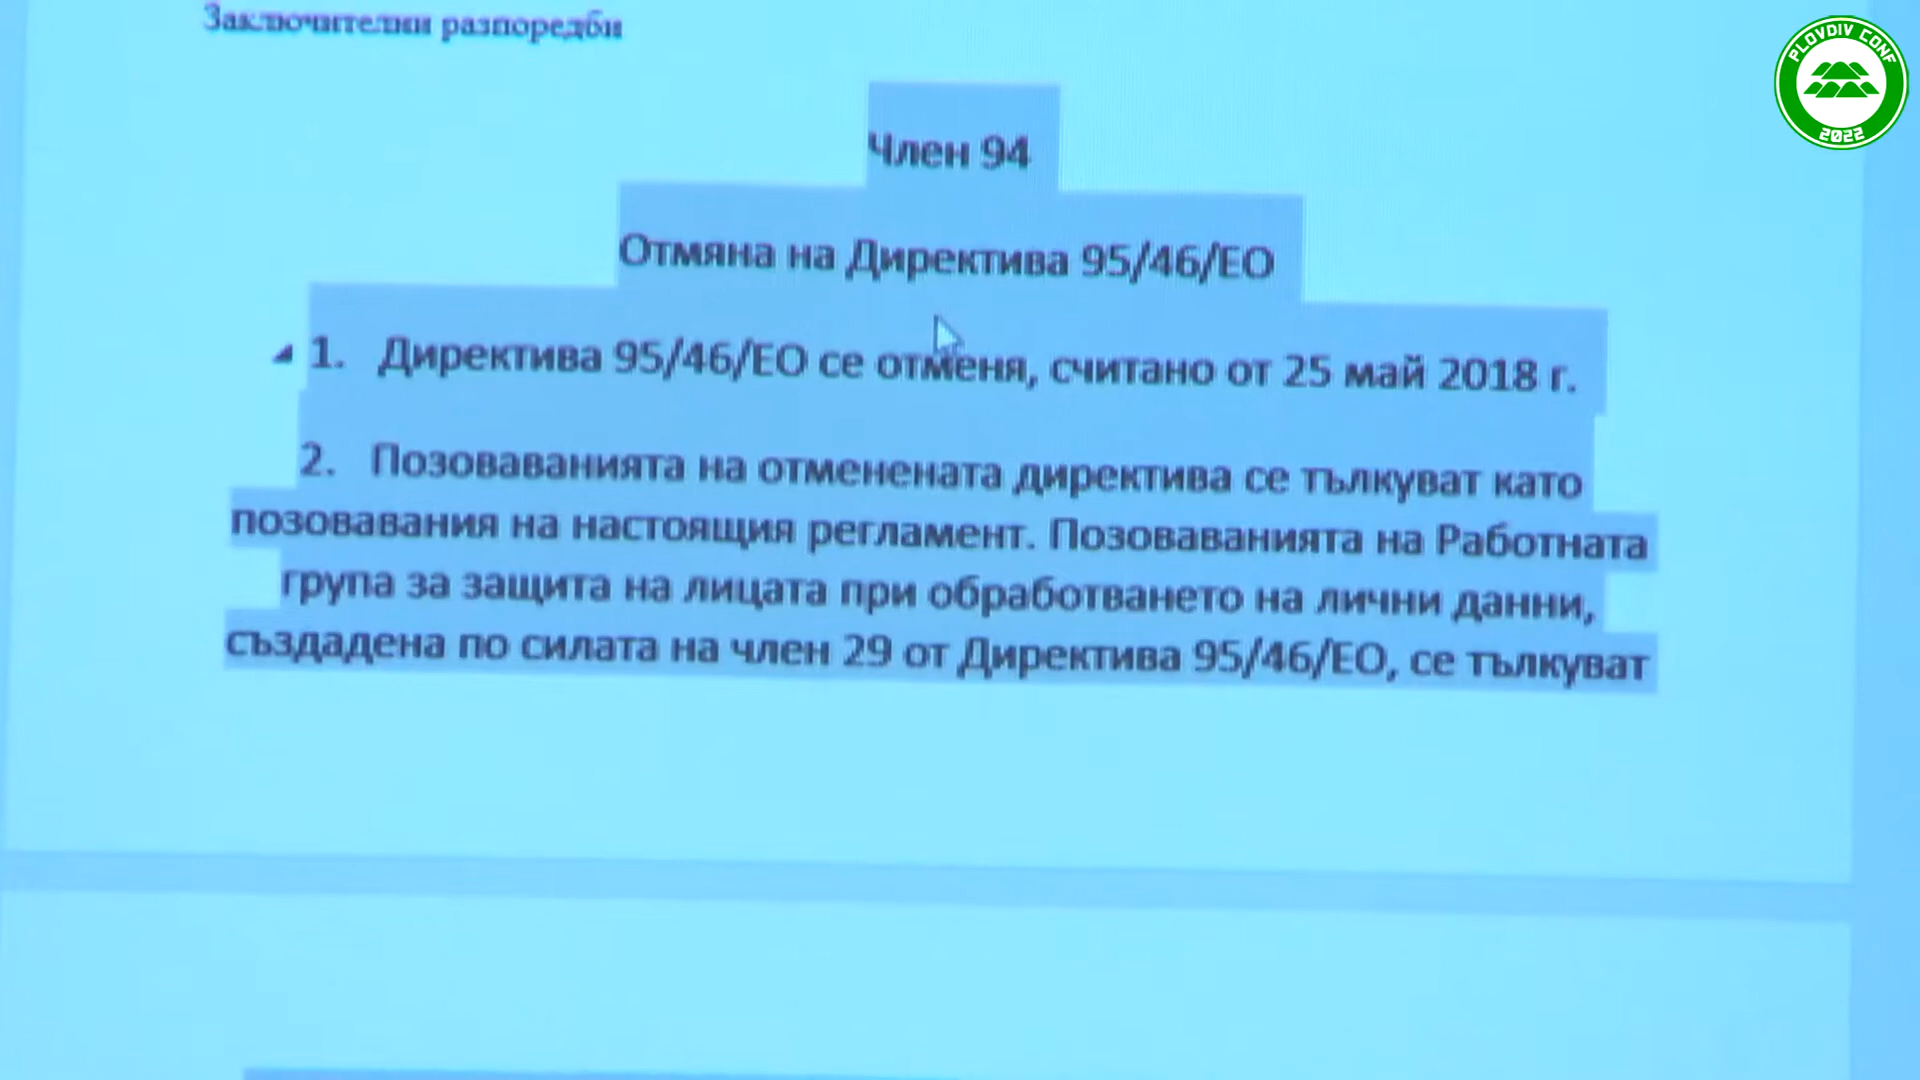 Заключителни разпоредби
PLOVDIV CONF
2022
Член 94
Отмяна на Директива 95/46/ЕО
1. Директива 95/46/ЕО се отменя, считано от 25 май 2018 г.
2. Позоваванията на отменената директива се тълкуват като
позовавания на настоящия регламент. Позоваванията на Работната
група за защита на лицата при обработването на лични данни,
създадена по силата на член 29 от Директива 95/46/ЕО, се тълкуват